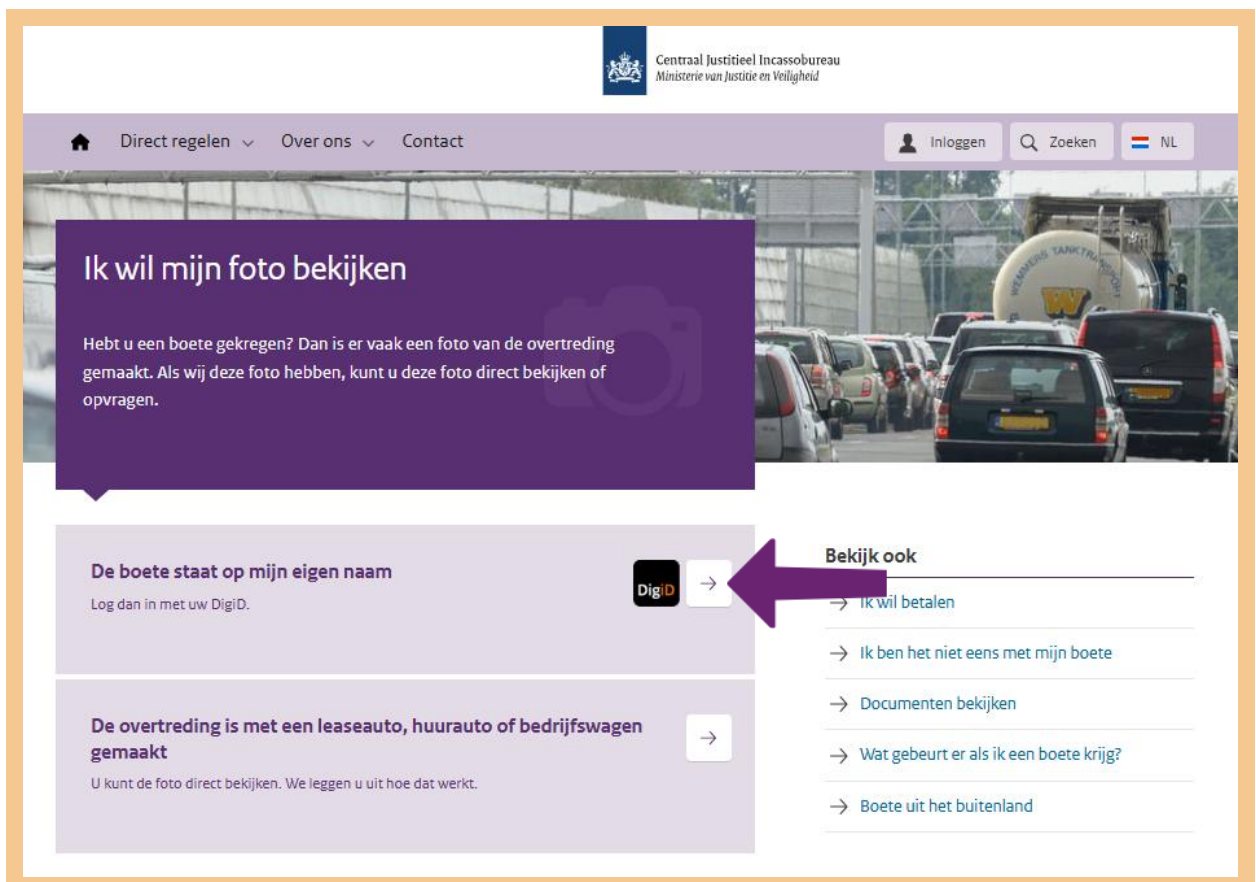 Centraal Justitieel Incassobureau
Ministerie van Justitie en Veiligheid
Direct regelen
Over ons
Contact
Inloggen
Zoeken
NL
Ik wil mijn foto bekijken
Hebt u een boete gekregen? Dan is er vaak een foto van de overtreding
gemaakt. Als wij deze foto hebben, kunt u deze foto direct bekijken of
opvragen.
WEMMERS TANKTRANSPORT
W
De boete staat op mijn eigen naam
Log dan in met uw DigiD.
DigiD
De overtreding is met een leaseauto, huurauto of bedrijfswagen
gemaakt
U kunt de foto direct bekijken. We leggen u uit hoe dat werkt.
Bekijk ook
Ik wil betalen
Ik ben het niet eens met mijn boete
Documenten bekijken
Wat gebeurt er als ik een boete krijg?
Boete uit het buitenland